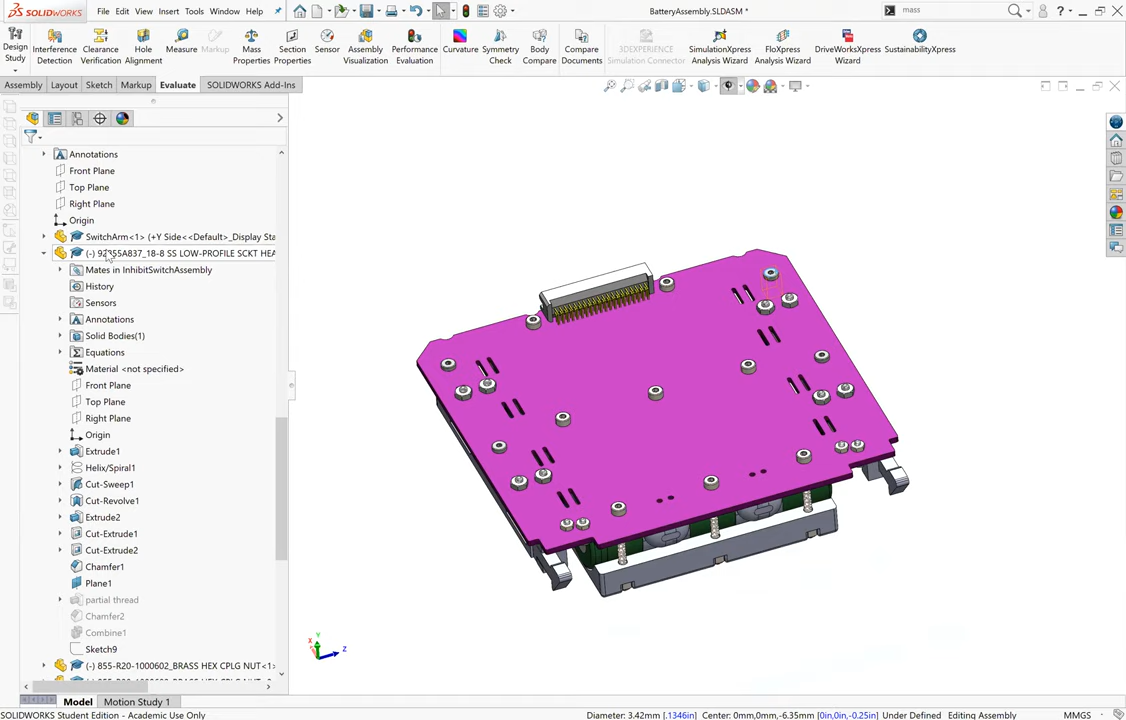 SOLIDWORKS
File Edit View Insert Tools Window Help
BatteryAssembly.SLDASM *
mass
Design Study
Interference Detection
Clearance Verification
Hole Alignment
Measure
Markup
Mass Properties
Section Properties
Sensor
Assembly Visualization
Performance Evaluation
Curvature
Symmetry Check
Body Compare
Compare Documents
3DEXPERIENCE Simulation Connector
SimulationXpress Analysis Wizard
FloXpress Analysis Wizard
DriveWorksXpress Wizard
SustainabilityXpress
Assembly Layout Sketch Markup Evaluate SOLIDWORKS Add-Ins
Annotations
Front Plane
Top Plane
Right Plane
Origin
SwitchArm<1> (+Y Side<<Default>_Display Sta
(-) 92855A837_18-8 SS LOW-PROFILE SCKT HEA
Mates in InhibitSwitchAssembly
History
Sensors
Annotations
Solid Bodies(1)
Equations
Material <not specified>
Front Plane
Top Plane
Right Plane
Origin
Extrude1
Helix/Spiral1
Cut-Sweep1
Cut-Revolve1
Extrude2
Cut-Extrude1
Cut-Extrude2
Chamfer1
Plane1
partial thread
Chamfer2
Combine1
Sketch9
(-) 855-R20-1000602_BRASS HEX CPLG NUT<1>
Y
X
Z
Model Motion Study 1
SOLIDWORKS Student Edition - Academic Use Only
Diameter: 3.42mm [.1346in] Center: 0mm,0mm,-6.35mm [0in,0in,-0.25in] Under Defined Editing Assembly MMGS